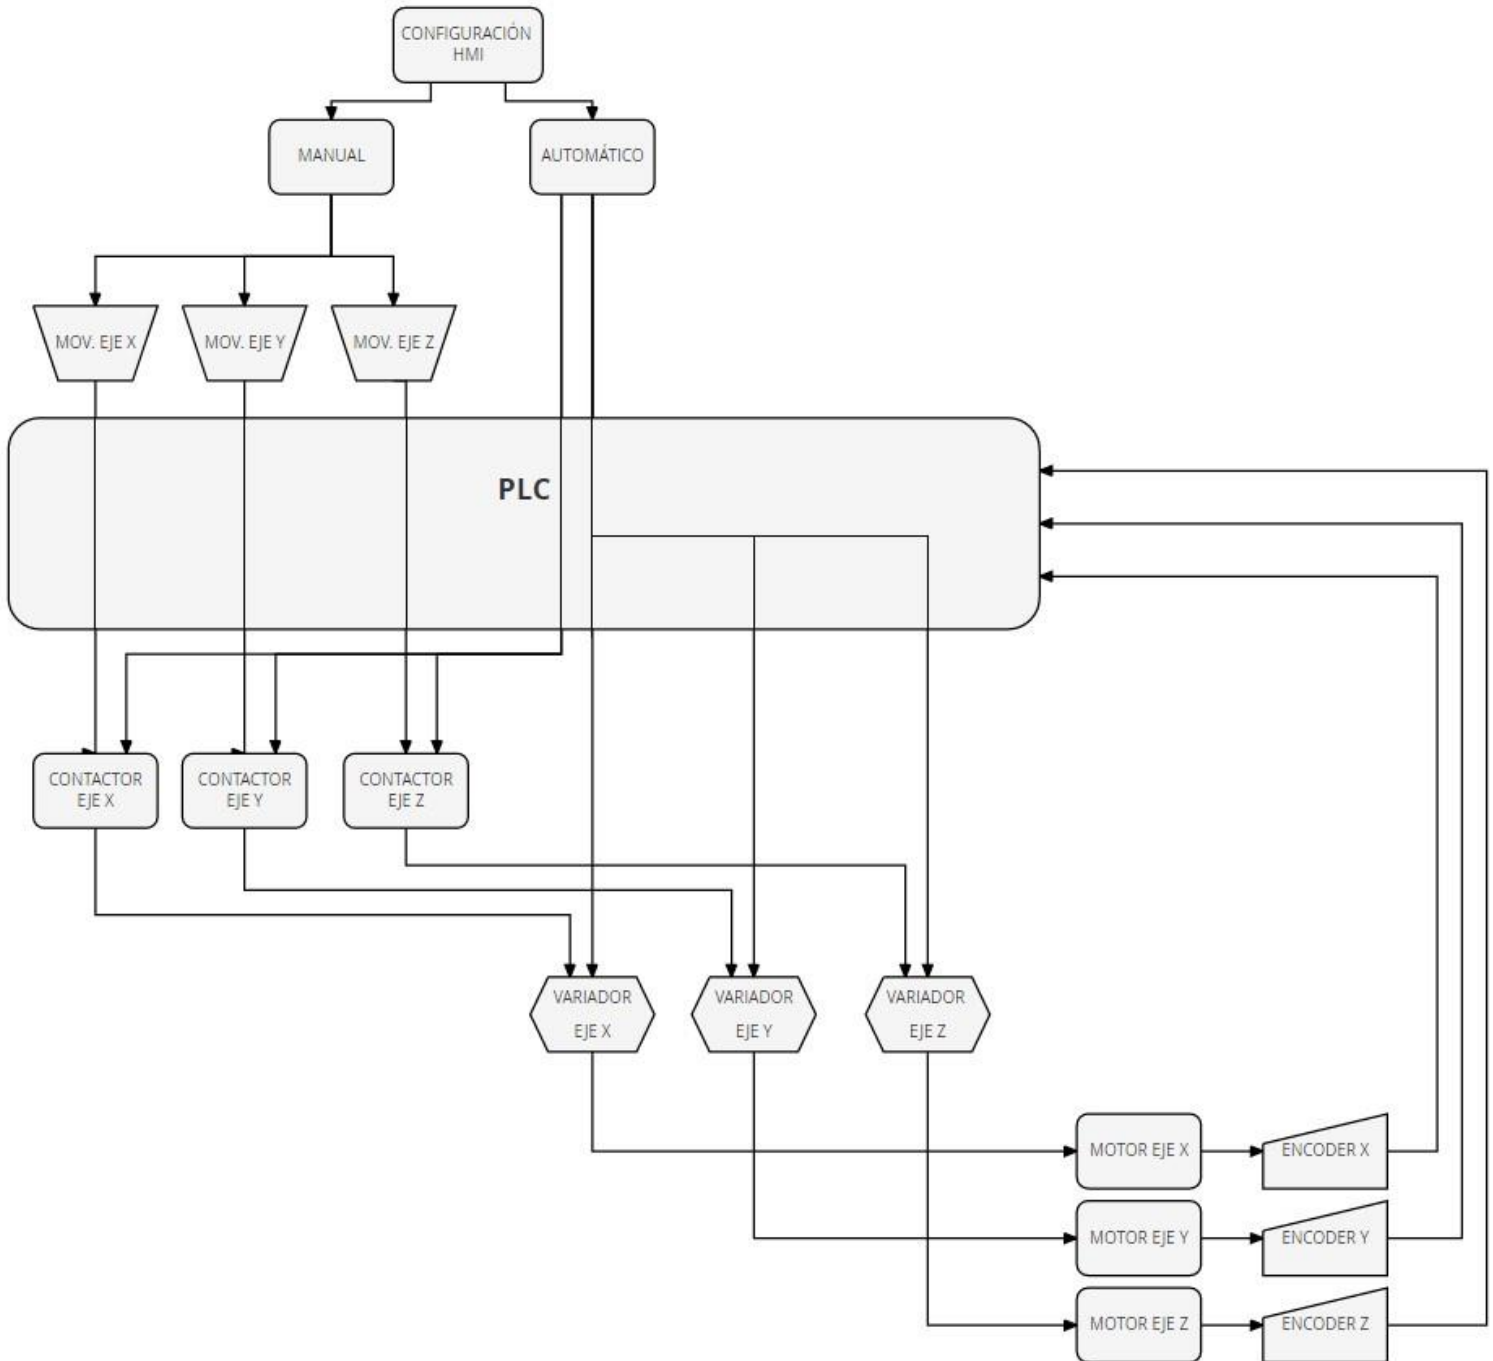 CONFIGURACIÓN
HMI
MANUAL
AUTOMÁTICO
MOV. EJE X
MOV. EJE Y
MOV. EJE Z
PLC
CONTACTOR
EJE X
CONTACTOR
EJE Y
CONTACTOR
EJE Z
VARIADOR
EJE X
VARIADOR
EJE Y
VARIADOR
EJE Z
MOTOR EJE X
ENCODER X
MOTOR EJE Y
ENCODER Y
MOTOR EJE Z
ENCODER Z